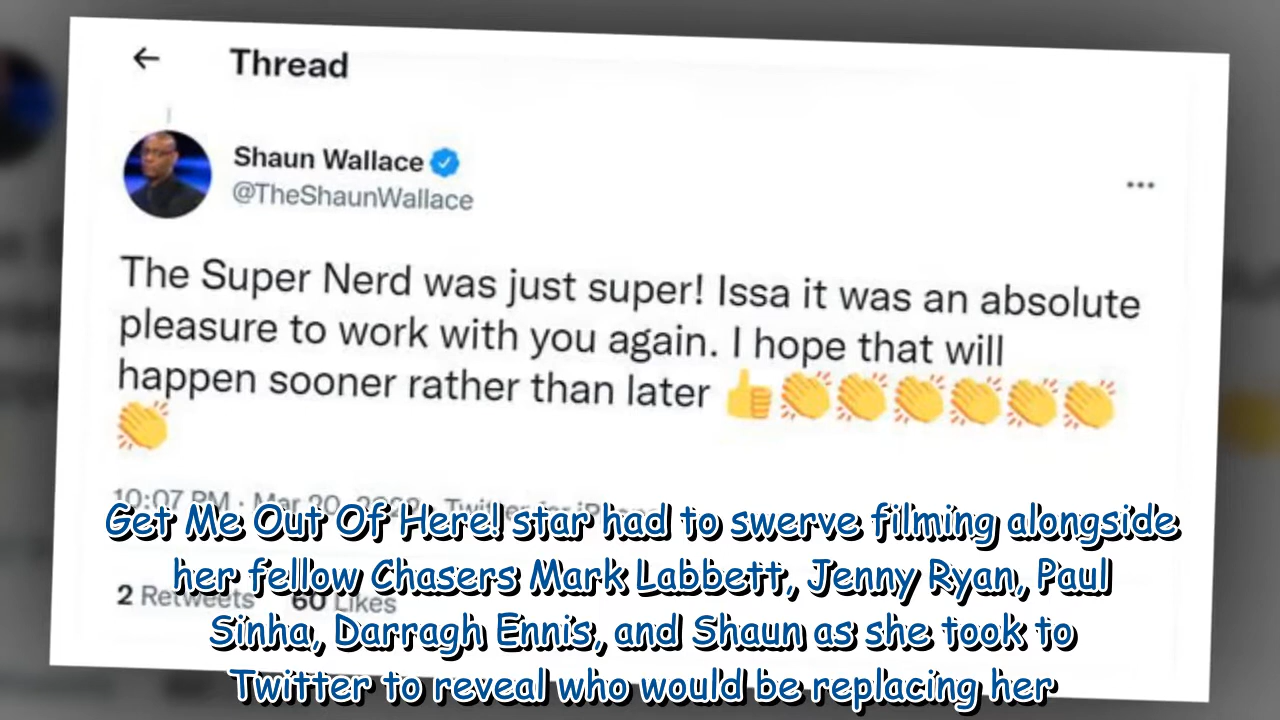 Thread
Shaun Wallace
@TheShaunWallace
The Super Nerd was just super! Issa it was an absolute
pleasure to work with you again. I hope that will
happen sooner rather than later 👍👏👏👏👏👏👏
👏
10:07 PM · Mar 20, · Twitter for
Get Me Out Of Here! star had to swerve filming alongside
her fellow Chasers Mark Labbett, Jenny Ryan, Paul
2 Retweets 60 Likes
Sinha, Darragh Ennis, and Shaun as she took to
Twitter to reveal who would be replacing her